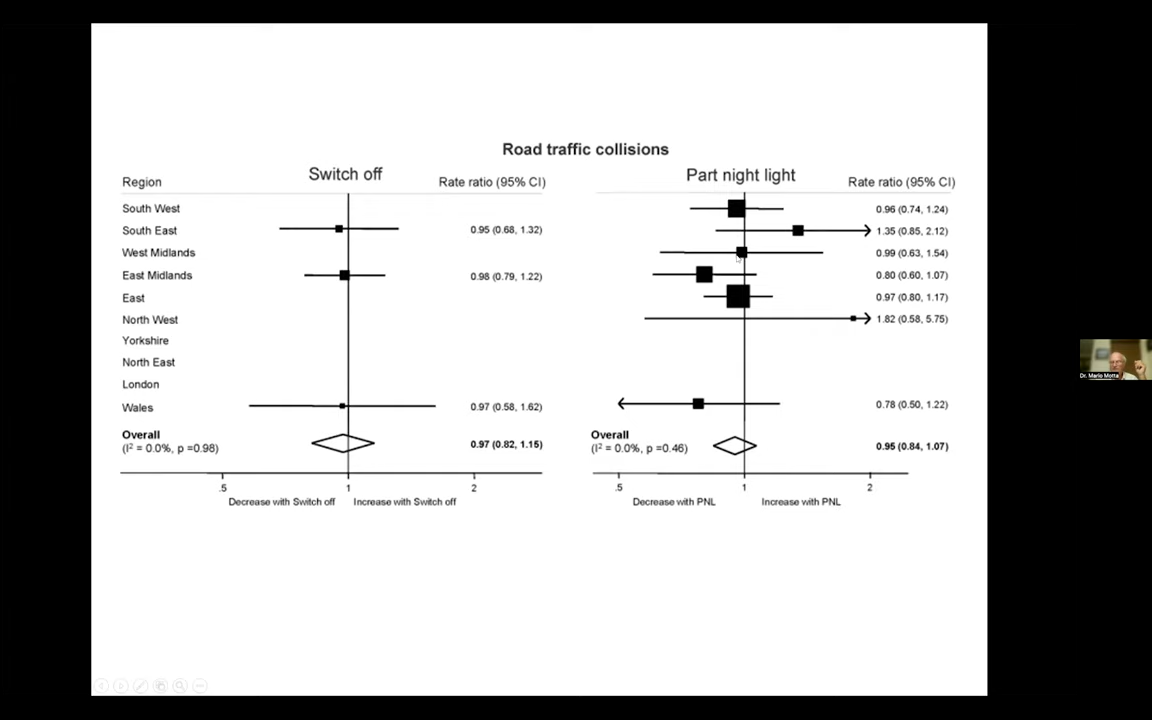 Road traffic collisions
Switch off
Part night light
Region
Rate ratio (95% CI)
Rate ratio (95% CI)
South West
0.96 (0.74, 1.24)
South East
0.95 (0.68, 1.32)
1.35 (0.85, 2.12)
West Midlands
0.99 (0.63, 1.54)
East Midlands
0.98 (0.79, 1.22)
0.80 (0.60, 1.07)
East
0.97 (0.80, 1.17)
North West
1.82 (0.58, 5.75)
Yorkshire
North East
London
Wales
0.97 (0.58, 1.62)
0.78 (0.50, 1.22)
Overall
(I² = 0.0%, p =0.98)
0.97 (0.82, 1.15)
Overall
(I² = 0.0%, p =0.46)
0.95 (0.84, 1.07)
.5
1
2
.5
1
2
Decrease with Switch off
Increase with Switch off
Decrease with PNL
Increase with PNL
Dr. Mario Motta